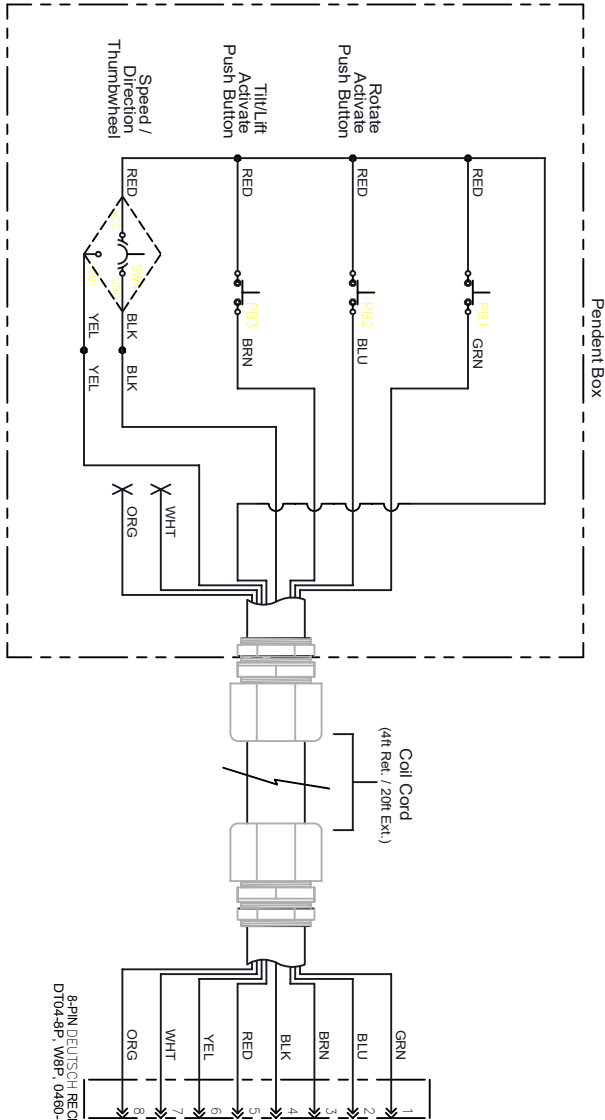 Pendent Box
RED
PB1
GRN
Rotate
Activate
Push Button
RED
PB2
BLU
Tilt/Lift
Activate
Push Button
RED
PB3
BRN
Speed /
Direction
Thumbwheel
RED
BLK
BLK
YEL
YEL
WHT
ORG
Coil Cord
(4ft Ret. / 20ft Ext.)
GRN
1
BLU
2
BRN
3
BLK
4
RED
5
YEL
6
WHT
7
ORG
8
8-PIN DEUTSCH REC
DT04-8P, W8P, 0460-